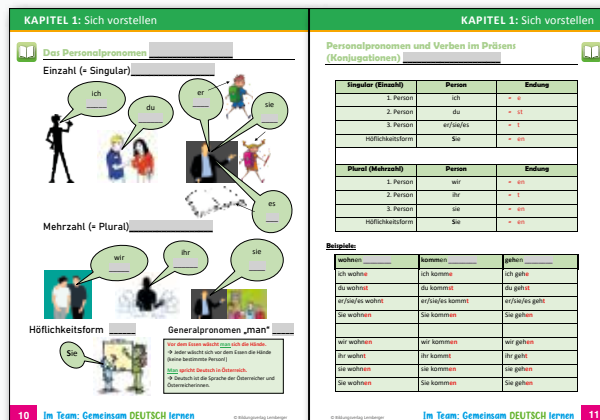 KAPITEL 1: Sich vorstellen
Das Personalpronomen
Einzahl (= Singular)
ich
du
er
sie
es
Mehrzahl (= Plural)
wir
ihr
sie
Höflichkeitsform
Generalpronomen „man"
Sie
Vor dem Essen wäscht man sich die Hände.
→ Jeder wäscht sich vor dem Essen die Hände
(keine bestimmte Person!)
Man spricht Deutsch in Österreich.
→ Deutsch ist die Sprache der Österreicher und
Österreicherinnen.
10 Im Team: Gemeinsam DEUTSCH lernen
© Bildungsverlag Lemberger
KAPITEL 1: Sich vorstellen
Personalpronomen und Verben im Präsens
(Konjugationen)
Singular (Einzahl) Person Endung
1. Person ich - e
2. Person du - st
3. Person er/sie/es - t
Höflichkeitsform Sie - en
Plural (Mehrzahl) Person Endung
1. Person wir - en
2. Person ihr - t
3. Person sie - en
Höflichkeitsform Sie - en
Beispiele:
wohnen kommen gehen
ich wohne ich komme ich gehe
du wohnst du kommst du gehst
er/sie/es wohnt er/sie/es kommt er/sie/es geht
Sie wohnen Sie kommen Sie gehen
wir wohnen wir kommen wir gehen
ihr wohnt ihr kommt ihr geht
sie wohnen sie kommen sie gehen
Sie wohnen Sie kommen Sie gehen
© Bildungsverlag Lemberger
Im Team: Gemeinsam DEUTSCH lernen 11